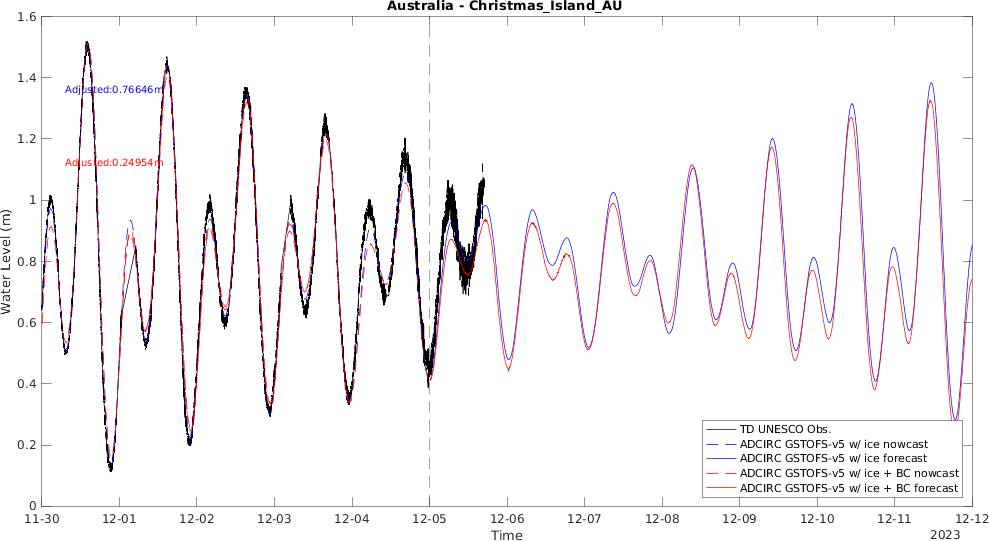 Australia - Christmas_Island_AU
1.6
1.4
Adjusted:0.76646m
1.2
Adjusted:0.24954m
1
0.8
0.6
0.4
0.2
0
Water Level (m)
TD UNESCO Obs.
ADCIRC GSTOFS-v5 w/ ice nowcast
ADCIRC GSTOFS-v5 w/ ice forecast
ADCIRC GSTOFS-v5 w/ ice + BC nowcast
ADCIRC GSTOFS-v5 w/ ice + BC forecast
11-30 12-01 12-02 12-03 12-04 12-05 12-06 12-07 12-08 12-09 12-10 12-11 12-12
Time
2023